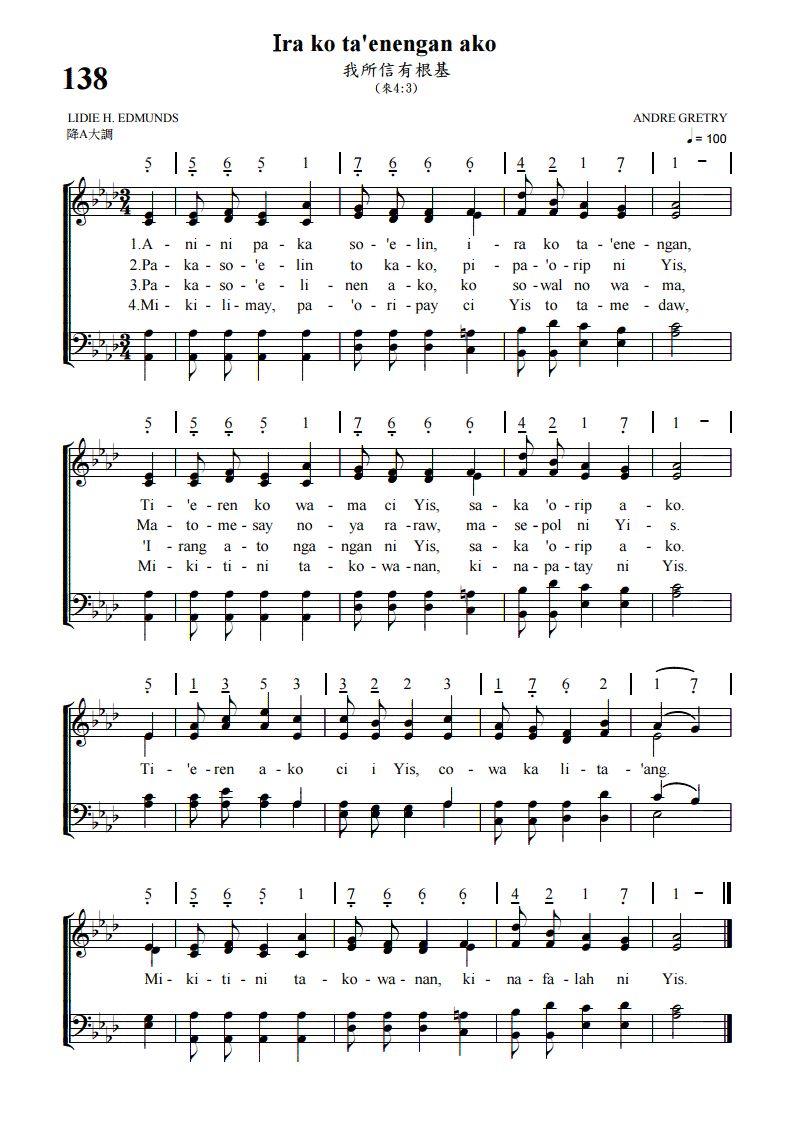 Ira ko ta'enengan ako
138
我所信有根基
(來4:3)
LIDIE H. EDMUNDS
ANDRE GRETRY
降A大調
♩ = 100
5 | 5 6 5 1 | 7 6 6 6 | 4 2 1 7 | 1 – |
1.A - ni - ni pa - ka so - 'e - lin, i - ra ko ta - 'ene - ngan,
2.Pa - ka - so - 'e - lin to ka - ko, pi - pa - 'o - rip ni Yis,
3.Pa - ka - so - 'e - li - nen a - ko, ko so - wal no wa - ma,
4.Mi - ki - li - may, pa - 'o - ri - pay ci Yis to ta - me - daw,
5 | 5 6 5 1 | 7 6 6 6 | 4 2 1 7 | 1 – |
Ti - 'e - ren ko wa - ma ci Yis, sa - ka 'o - rip a - ko.
Ma - to - me - say no - ya ra - raw, ma - se - pol ni Yi - s.
'I - rang a - to nga - ngan ni Yis, sa - ka 'o - rip a - ko.
Mi - ki - ti - ni ta - ko - wa - nan, ki - na - pa - tay ni Yis.
5 | 1 3 5 3 | 3 2 2 3 | 1 7 6 2 | 1 7 |
Ti - 'e - ren a - ko ci i Yis, co - wa ka li - ta - 'ang.
5 | 5 6 5 1 | 7 6 6 6 | 4 2 1 7 | 1 –
Mi - ki - ti - ni ta - ko - wa - nan, ki - na - fa - lah ni Yis.